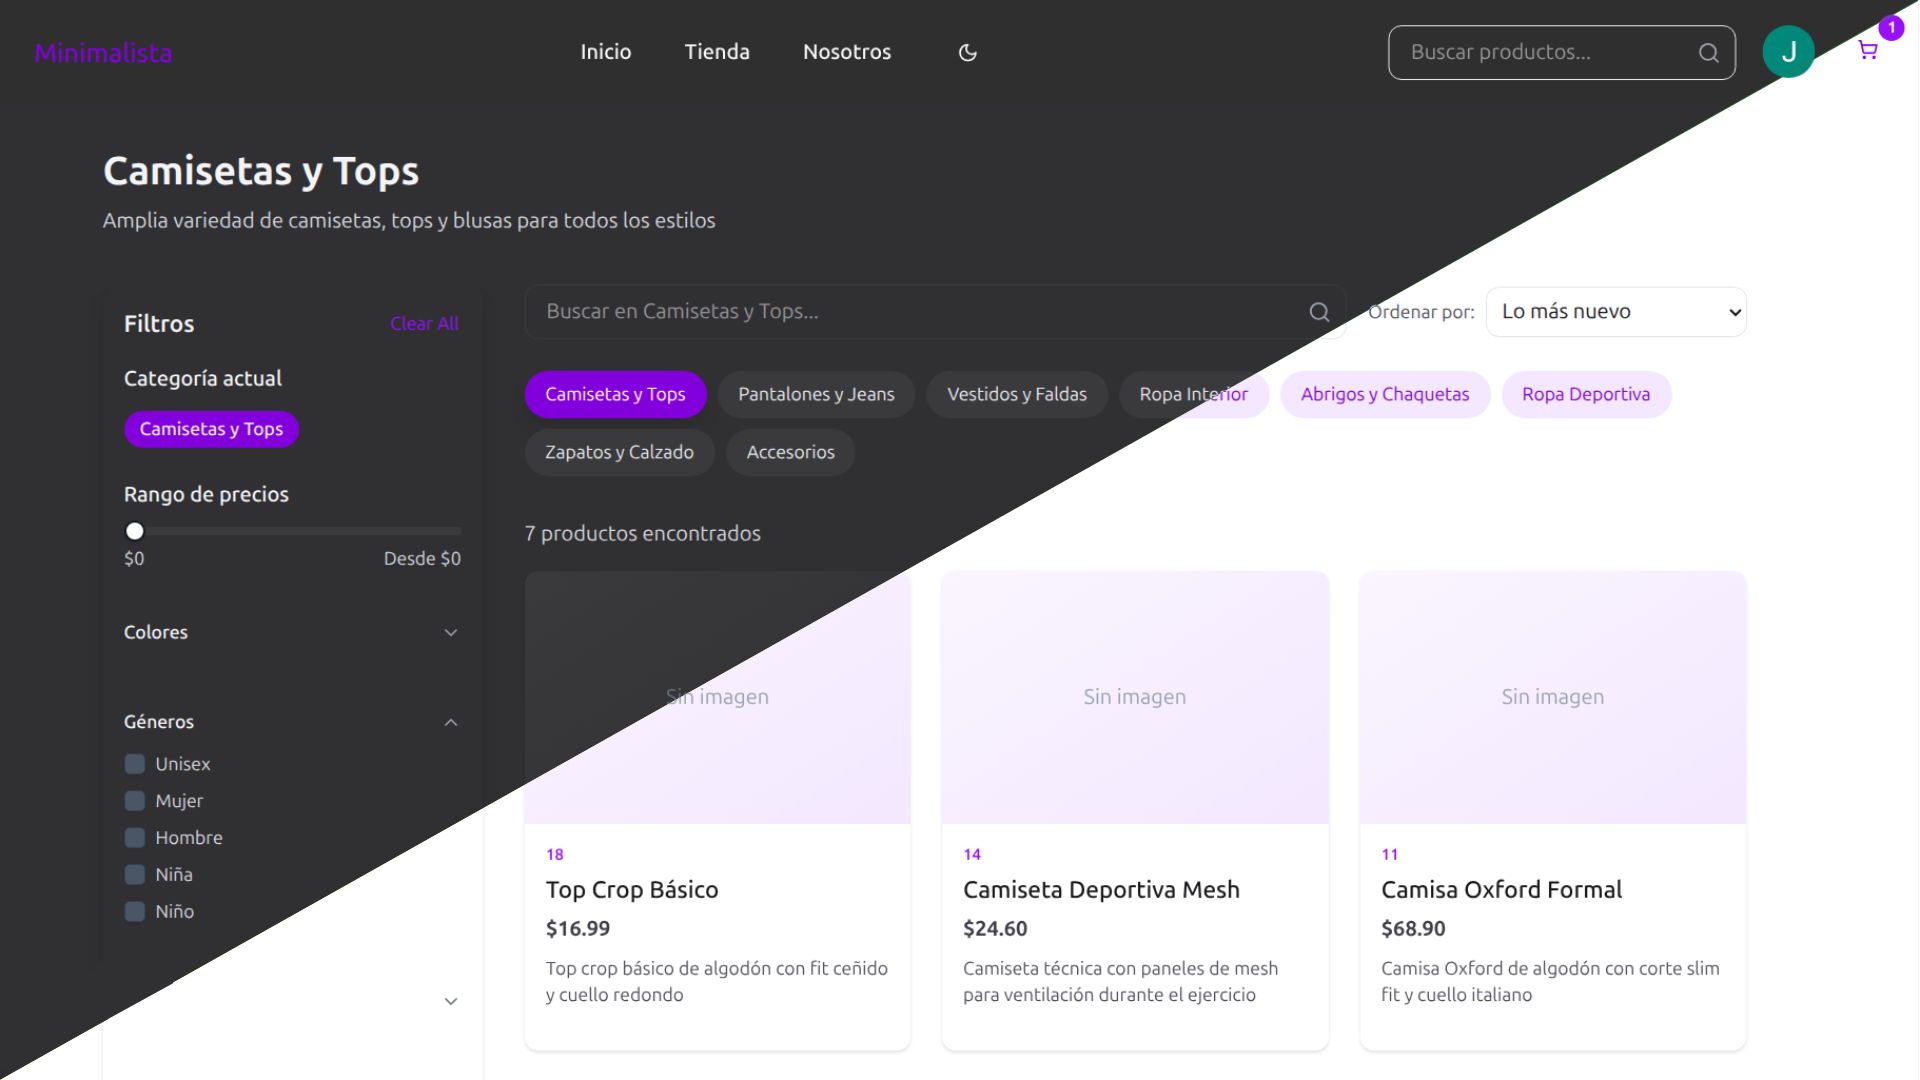 Minimalista
Inicio
Tienda
Nosotros
Buscar productos...
J
1
Camisetas y Tops
Amplia variedad de camisetas, tops y blusas para todos los estilos
Filtros
Clear All
Categoría actual
Camisetas y Tops
Rango de precios
$0
Desde $0
Colores
Géneros
Unisex
Mujer
Hombre
Niña
Niño
Buscar en Camisetas y Tops...
Ordenar por:
Lo más nuevo
Camisetas y Tops
Pantalones y Jeans
Vestidos y Faldas
Ropa Interior
Abrigos y Chaquetas
Ropa Deportiva
Zapatos y Calzado
Accesorios
7 productos encontrados
Sin imagen
18
Top Crop Básico
$16.99
Top crop básico de algodón con fit ceñido
y cuello redondo
Sin imagen
14
Camiseta Deportiva Mesh
$24.60
Camiseta técnica con paneles de mesh
para ventilación durante el ejercicio
Sin imagen
11
Camisa Oxford Formal
$68.90
Camisa Oxford de algodón con corte slim
fit y cuello italiano